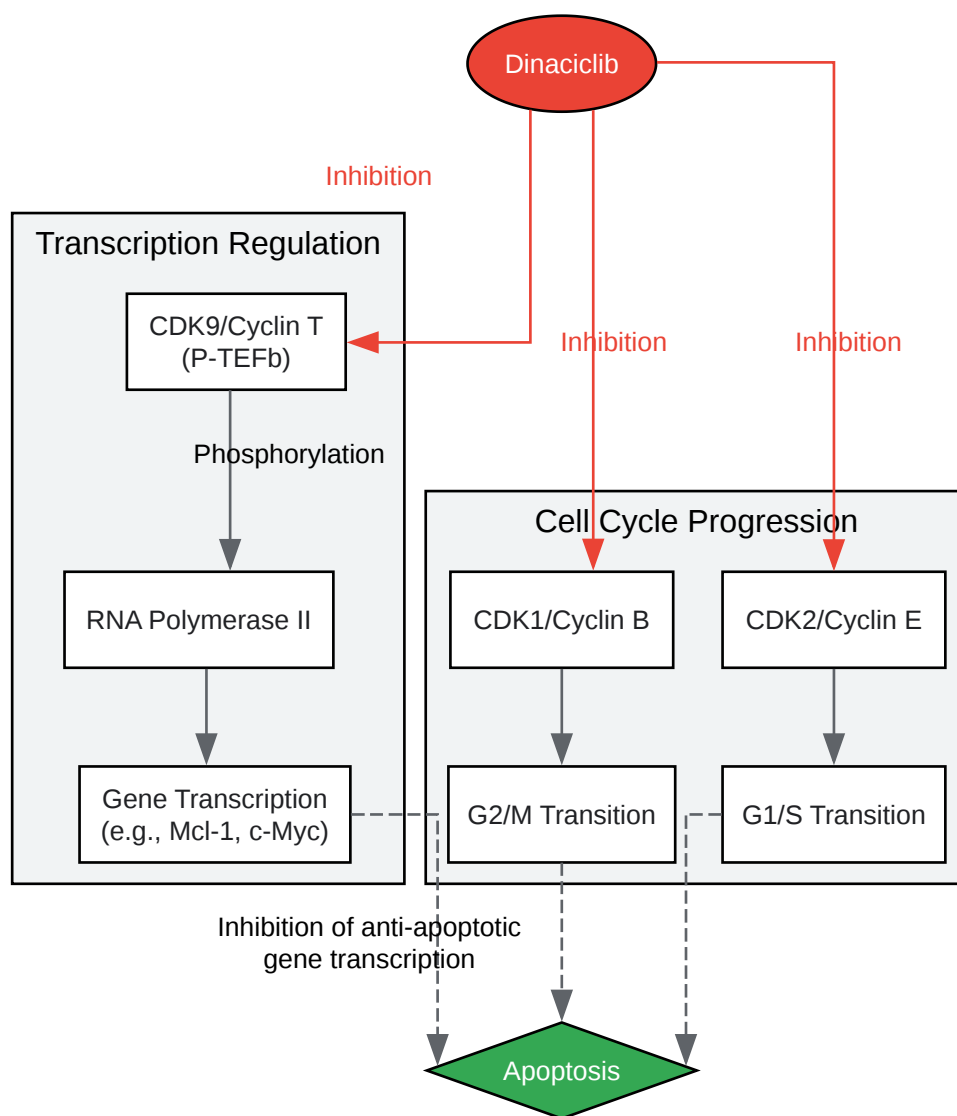 Dinaciclib
Inhibition
Transcription Regulation
CDK9/Cyclin T
(P-TEFb)
Inhibition
Inhibition
Phosphorylation
Cell Cycle Progression
RNA Polymerase II
CDK1/Cyclin B
CDK2/Cyclin E
Gene Transcription
(e.g., Mcl-1, c-Myc)
G2/M Transition
G1/S Transition
Inhibition of anti-apoptotic
gene transcription
Apoptosis